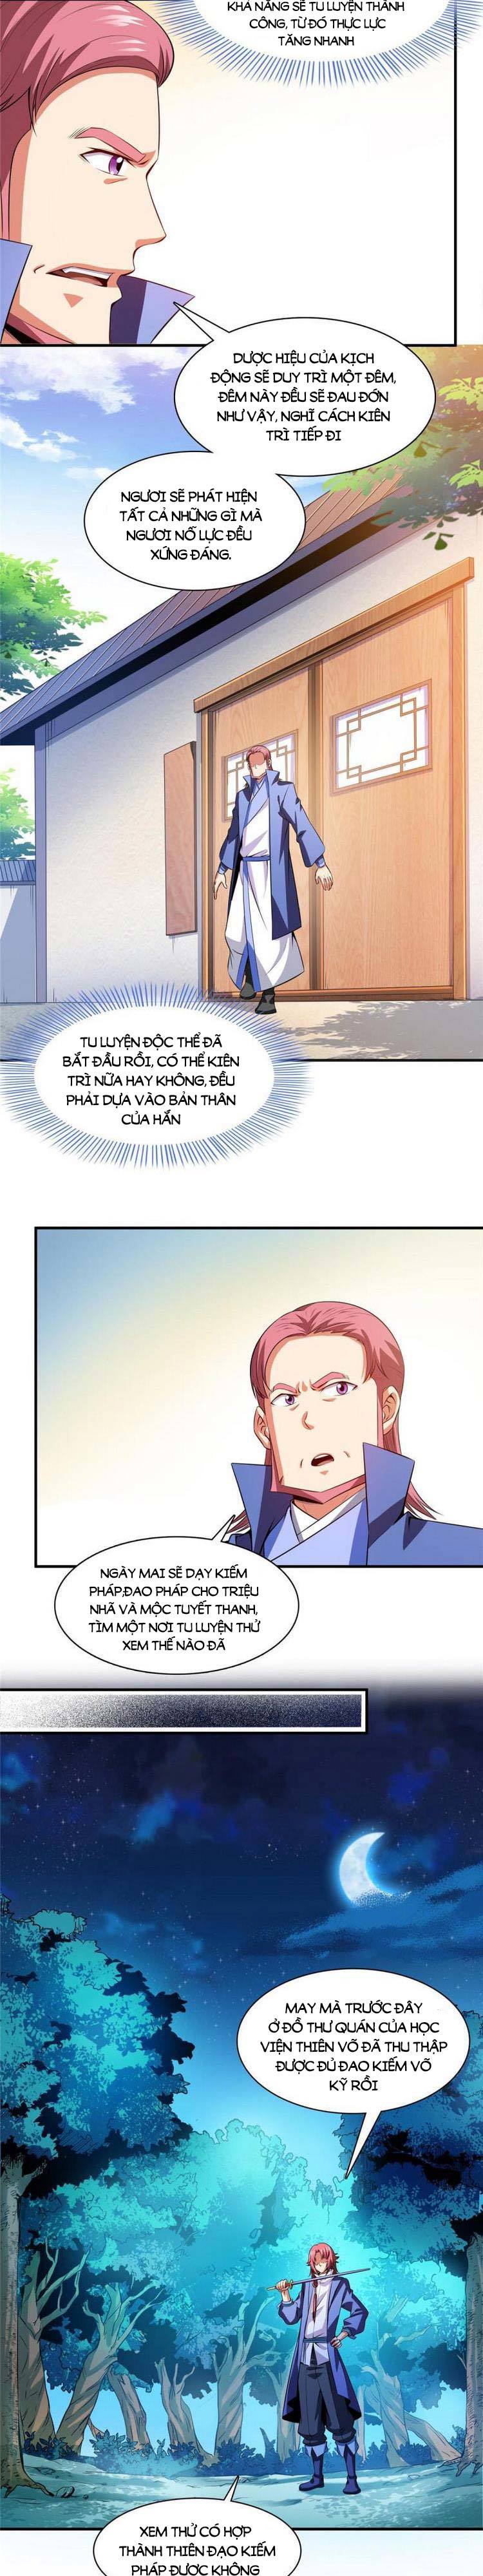 KHẢ NĂNG SẼ TU LUYỆN THÀNH
CÔNG, TỪ ĐÓ THỰC LỰC
TĂNG NHANH
DƯỢC HIỆU CỦA KỊCH
ĐỘNG SẼ DUY TRÌ MỘT ĐÊM,
ĐÊM NÀY ĐỀU SẼ ĐAU ĐỚN
NHƯ VẬY, NGHĨ CÁCH KIÊN
TRÌ TIẾP ĐI
NGƯƠI SẼ PHÁT HIỆN
TẤT CẢ NHỮNG GÌ MÀ
NGƯƠI NỖ LỰC ĐỀU
XỨNG ĐÁNG.
TU LUYỆN ĐỘC THỂ ĐÃ
BẮT ĐẦU RỒI, CÓ THỂ KIÊN
TRÌ NỮA HAY KHÔNG, ĐỀU
PHẢI DỰA VÀO BẢN THÂN
CỦA HẮN
NGÀY MAI SẼ DẠY KIẾM
PHÁP,ĐAO PHÁP CHO TRIỆU
NHÃ VÀ MỘC TUYẾT THANH,
TÌM MỘT NƠI TU LUYỆN THỬ
XEM THẾ NÀO ĐÃ
MAY MÀ TRƯỚC ĐÂY
Ở ĐỒ THƯ QUÁN CỦA HỌC
VIỆN THIÊN VÕ ĐÃ THU THẬP
ĐƯỢC ĐỦ ĐAO KIẾM VÕ
KỸ RỒI
XEM THỬ CÓ HỢP
THÀNH THIÊN ĐẠO KIẾM
PHÁP ĐƯỢC KHÔNG